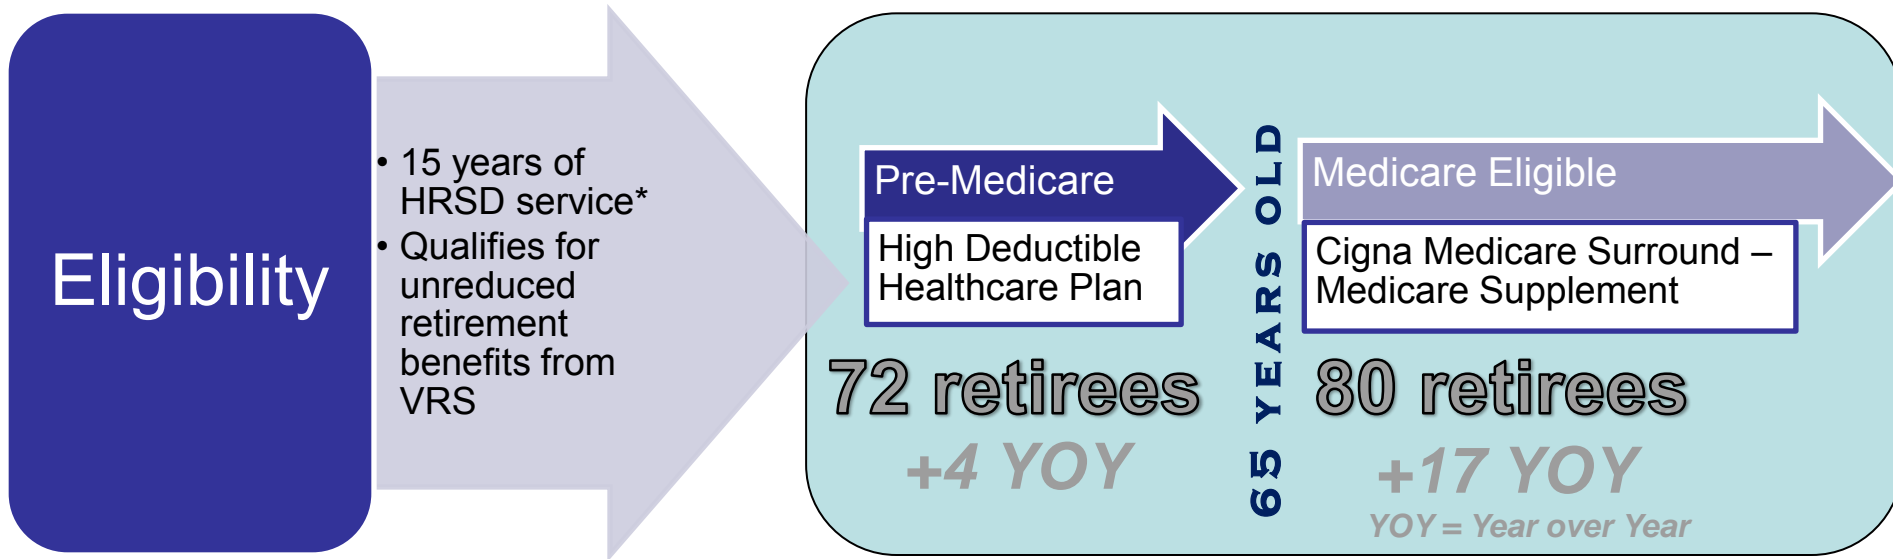 Eligibility
• 15 years of
HRSD service*
• Qualifies for
unreduced
retirement
benefits from
VRS
Pre-Medicare
High Deductible
Healthcare Plan
72 retirees
+4 YOY
65 YEARS OLD
Medicare Eligible
Cigna Medicare Surround –
Medicare Supplement
80 retirees
+17 YOY
YOY = Year over Year